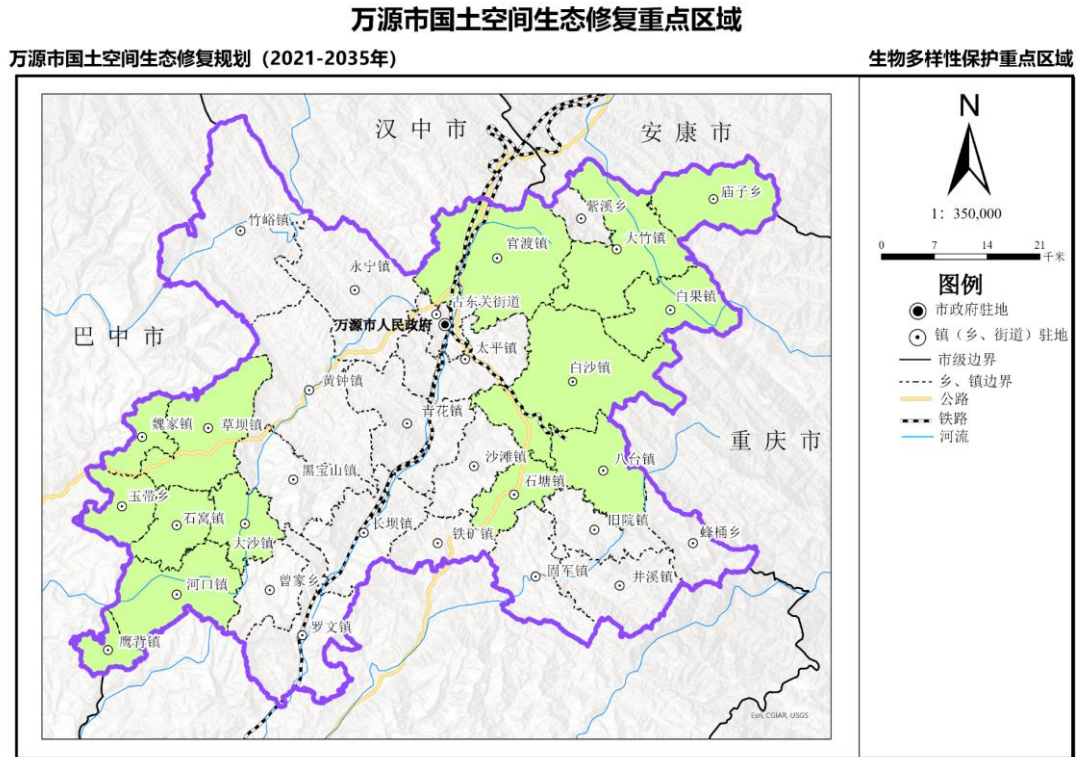 万源市国土空间生态修复重点区域
万源市国土空间生态修复规划（2021-2035年）
生物多样性保护重点区域
汉中市
安康市
N
1：350,000
0 7 14 21
千米
图例
市政府驻地
镇（乡、街道）驻地
市级边界
乡、镇边界
公路
铁路
河流
庙子乡
紫溪乡
竹峪镇
官渡镇
大竹镇
永宁镇
白果镇
古东关街道
万源市人民政府
巴中市
太平镇
白沙镇
黄钟镇
青花镇
魏家镇
草坝镇
重庆市
沙滩镇
八台镇
黑宝山镇
石塘镇
玉带乡
石窝镇
大沙镇
旧院镇
长坝镇
铁矿镇
蜂桶乡
固军镇
井溪镇
河口镇
曾家乡
罗文镇
鹰背镇
Esri, CGIAR, USGS